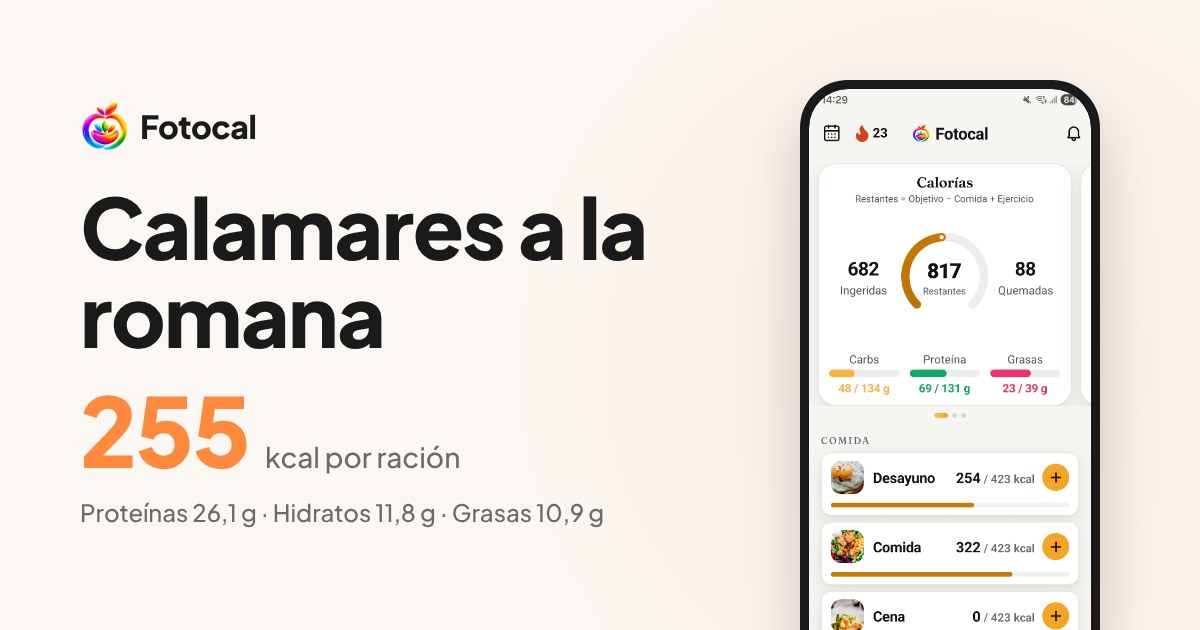 Fotocal
Calamares a la
romana
255 kcal por ración
Proteínas 26,1 g · Hidratos 11,8 g · Grasas 10,9 g
14:29
84
23
Fotocal
Calorías
Restantes = Objetivo − Comida + Ejercicio
682
Ingeridas
817
Restantes
88
Quemadas
Carbs
48 / 134 g
Proteína
69 / 131 g
Grasas
23 / 39 g
COMIDA
Desayuno 254 / 423 kcal +
Comida 322 / 423 kcal +
Cena 0 / 423 kcal +